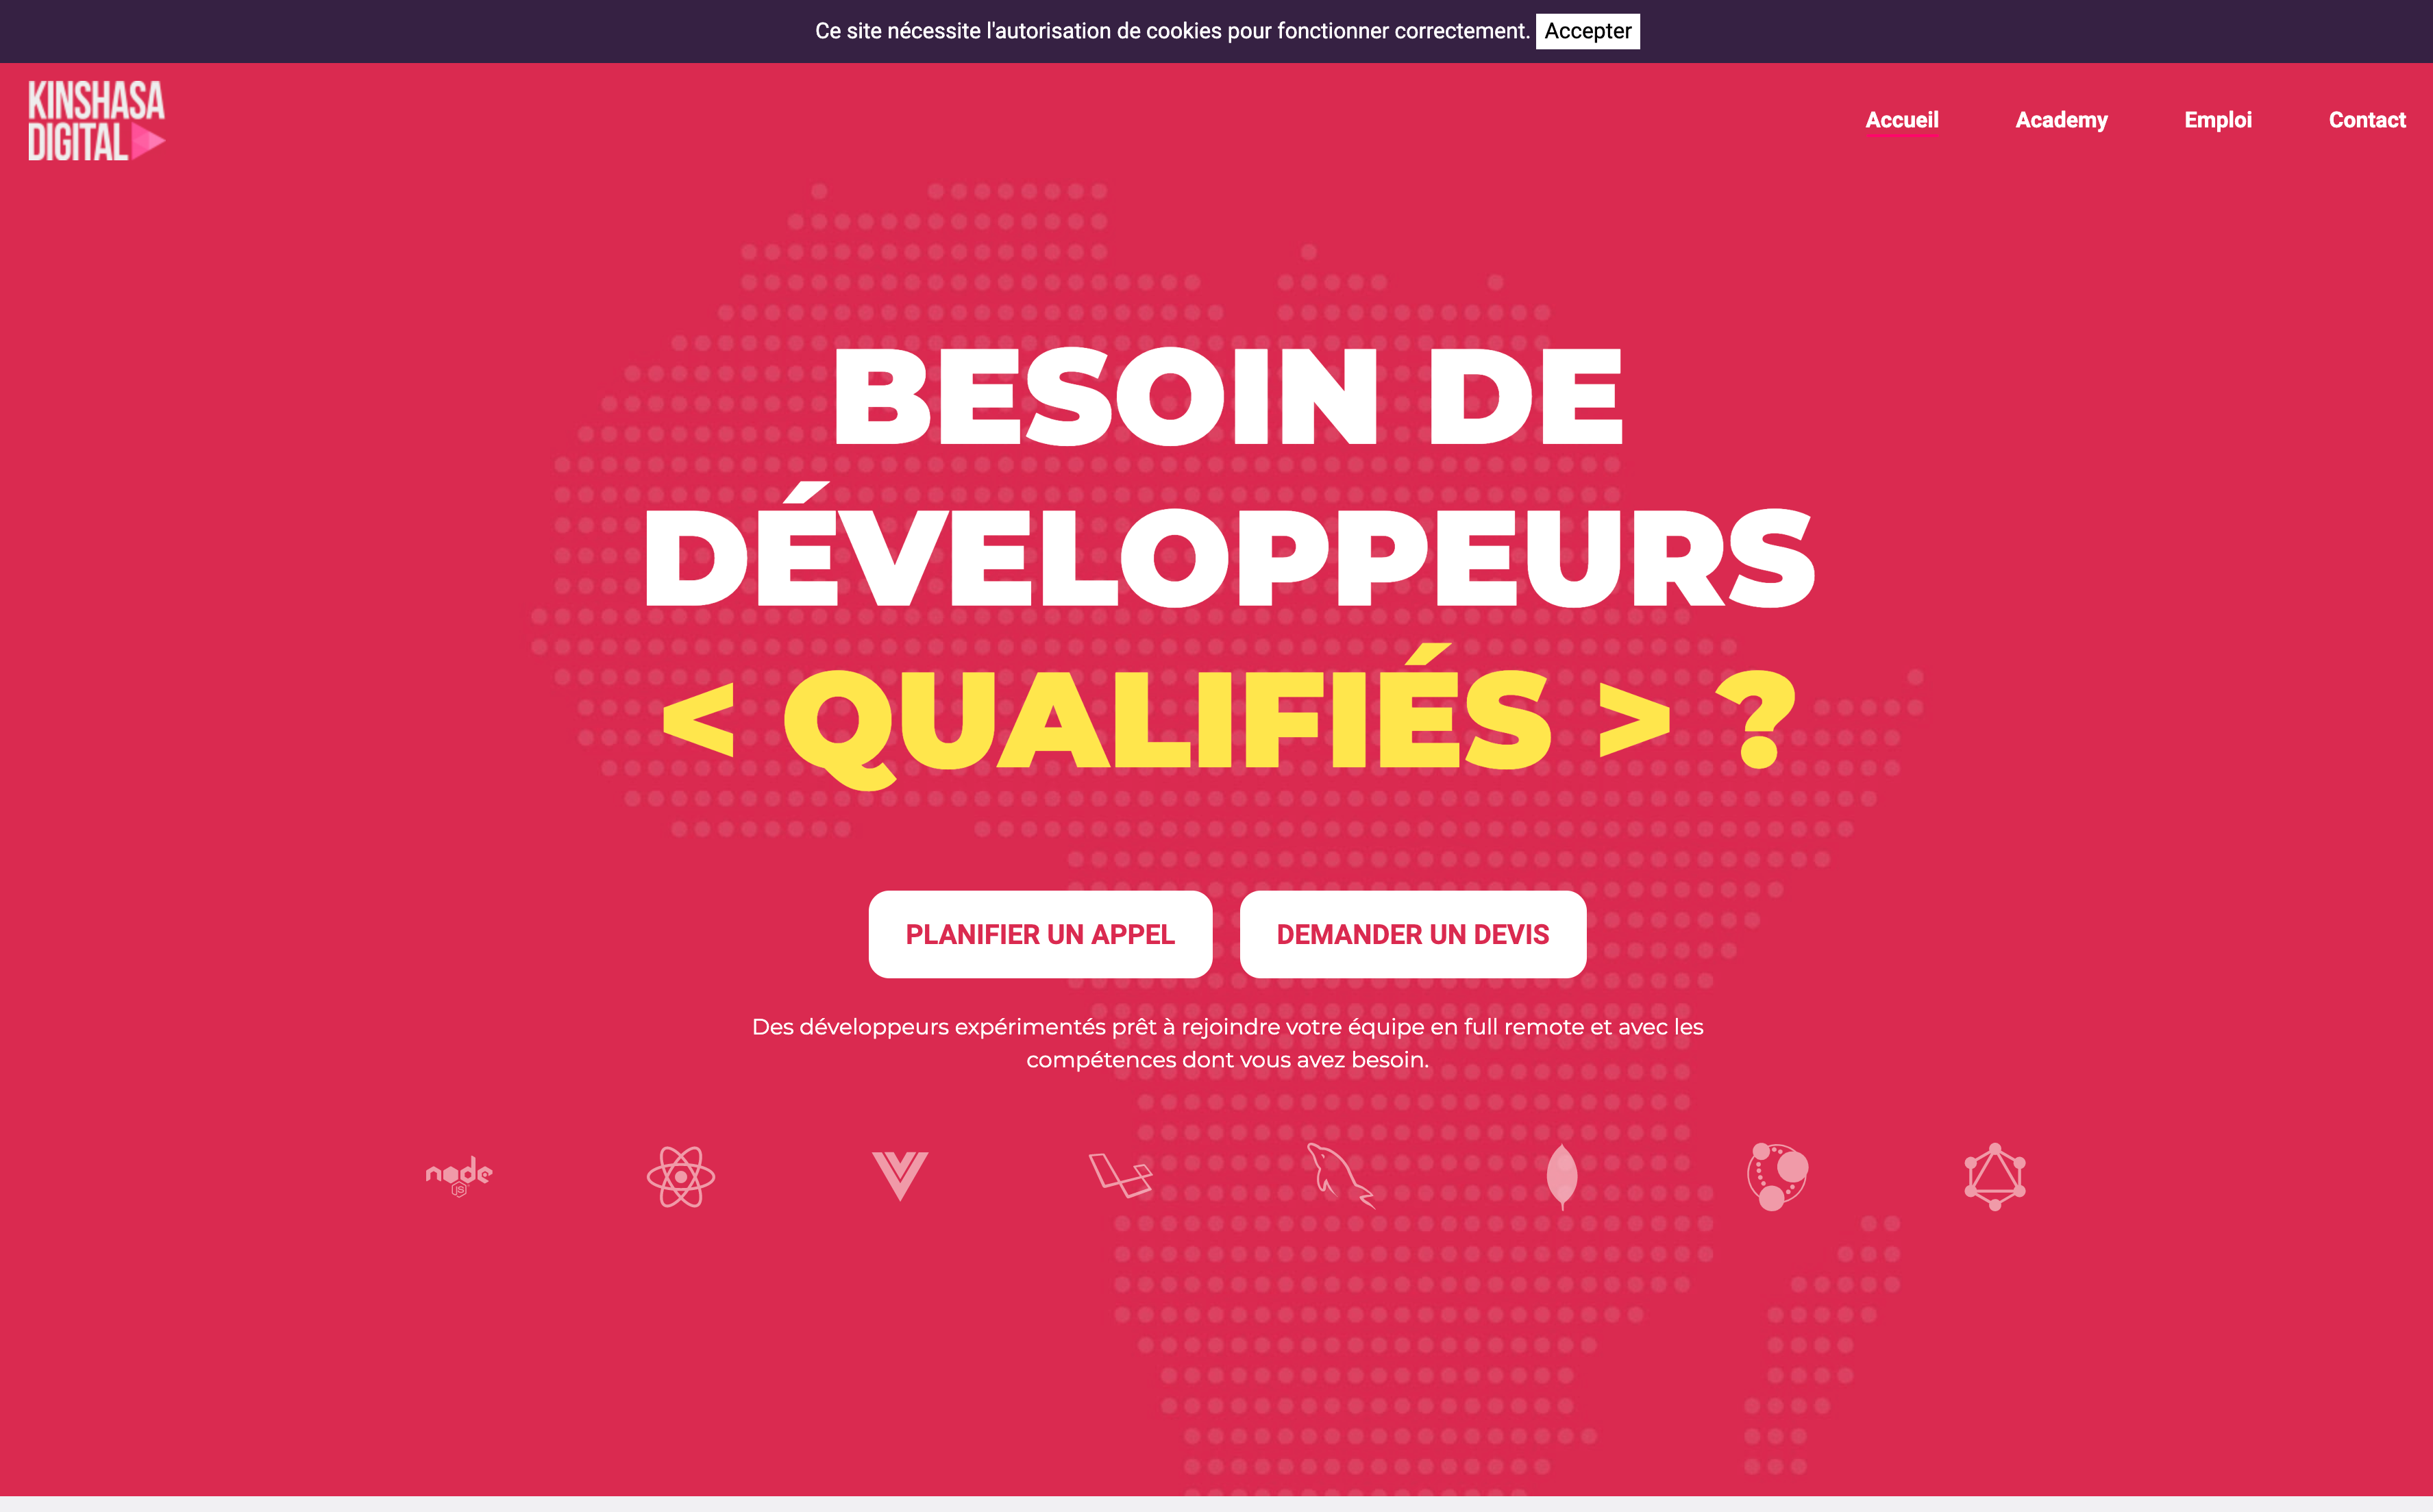 Ce site nécessite l'autorisation de cookies pour fonctionner correctement. Accepter
KINSHASA
DIGITAL
Accueil Academy Emploi Contact
BESOIN DE
DÉVELOPPEURS
< QUALIFIÉS > ?
PLANIFIER UN APPEL DEMANDER UN DEVIS
Des développeurs expérimentés prêt à rejoindre votre équipe en full remote et avec les
compétences dont vous avez besoin.
node
JS